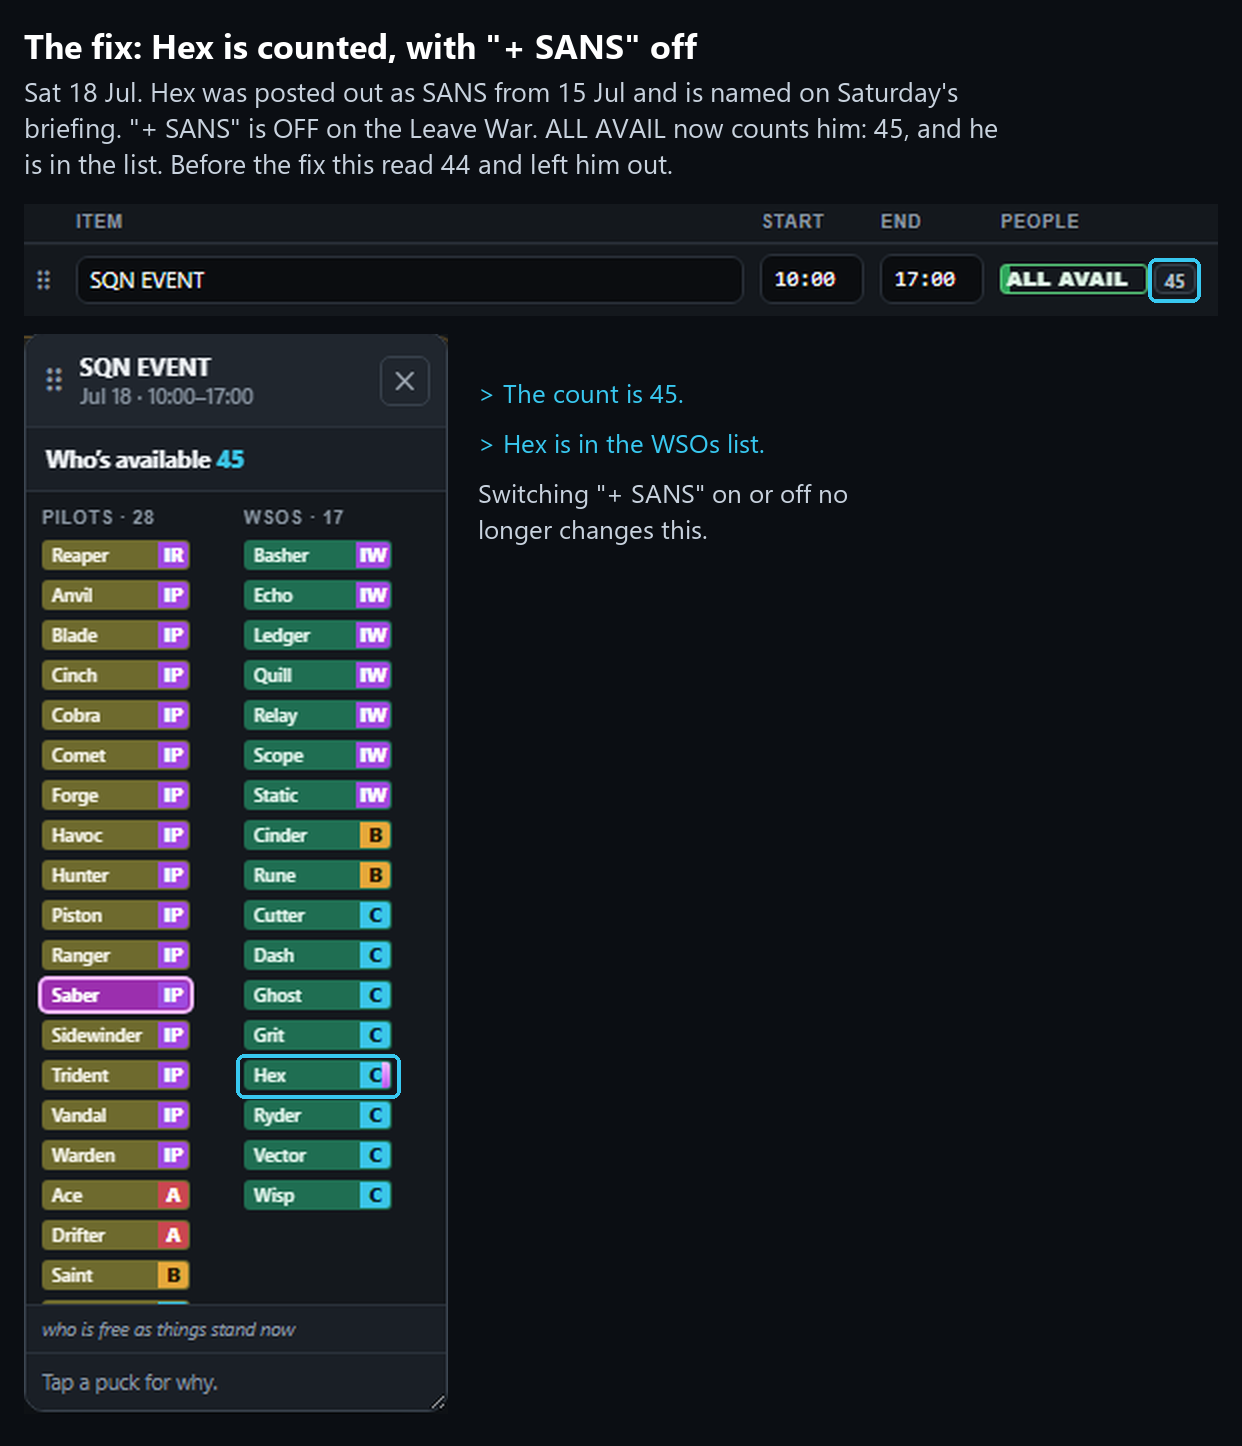 The fix: Hex is counted, with "+ SANS" off
Sat 18 Jul. Hex was posted out as SANS from 15 Jul and is named on Saturday's
briefing. "+ SANS" is OFF on the Leave War. ALL AVAIL now counts him: 45, and he
is in the list. Before the fix this read 44 and left him out.
ITEM START END PEOPLE
SQN EVENT 10:00 17:00 ALL AVAIL 45
SQN EVENT
Jul 18 · 10:00–17:00
Who's available 45
> The count is 45.
> Hex is in the WSOs list.
Switching "+ SANS" on or off no
longer changes this.
PILOTS · 28 WSOS · 17
Reaper IR Basher IW
Anvil IP Echo IW
Blade IP Ledger IW
Cinch IP Quill IW
Cobra IP Relay IW
Comet IP Scope IW
Forge IP Static IW
Havoc IP Cinder B
Hunter IP Rune B
Piston IP Cutter C
Ranger IP Dash C
Saber IP Ghost C
Sidewinder IP Grit C
Trident IP Hex C
Vandal IP Ryder C
Warden IP Vector C
Ace A Wisp C
Drifter A
Saint B
who is free as things stand now
Tap a puck for why.